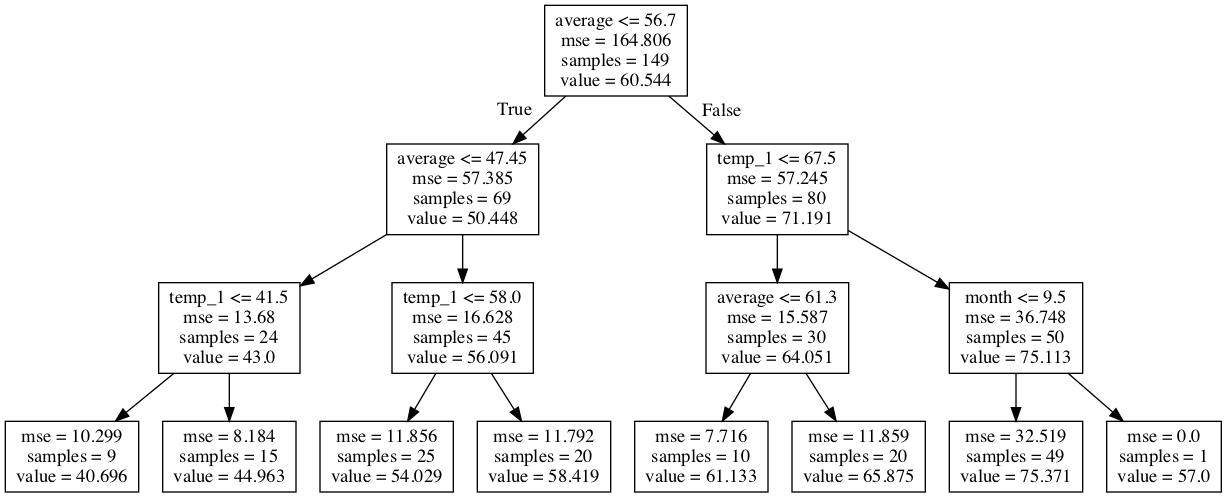 average <= 56.7
mse = 164.806
samples = 149
value = 60.544
True
False
average <= 47.45
mse = 57.385
samples = 69
value = 50.448
temp_1 <= 67.5
mse = 57.245
samples = 80
value = 71.191
temp_1 <= 41.5
mse = 13.68
samples = 24
value = 43.0
temp_1 <= 58.0
mse = 16.628
samples = 45
value = 56.091
average <= 61.3
mse = 15.587
samples = 30
value = 64.051
month <= 9.5
mse = 36.748
samples = 50
value = 75.113
mse = 10.299
samples = 9
value = 40.696
mse = 8.184
samples = 15
value = 44.963
mse = 11.856
samples = 25
value = 54.029
mse = 11.792
samples = 20
value = 58.419
mse = 7.716
samples = 10
value = 61.133
mse = 11.859
samples = 20
value = 65.875
mse = 32.519
samples = 49
value = 75.371
mse = 0.0
samples = 1
value = 57.0